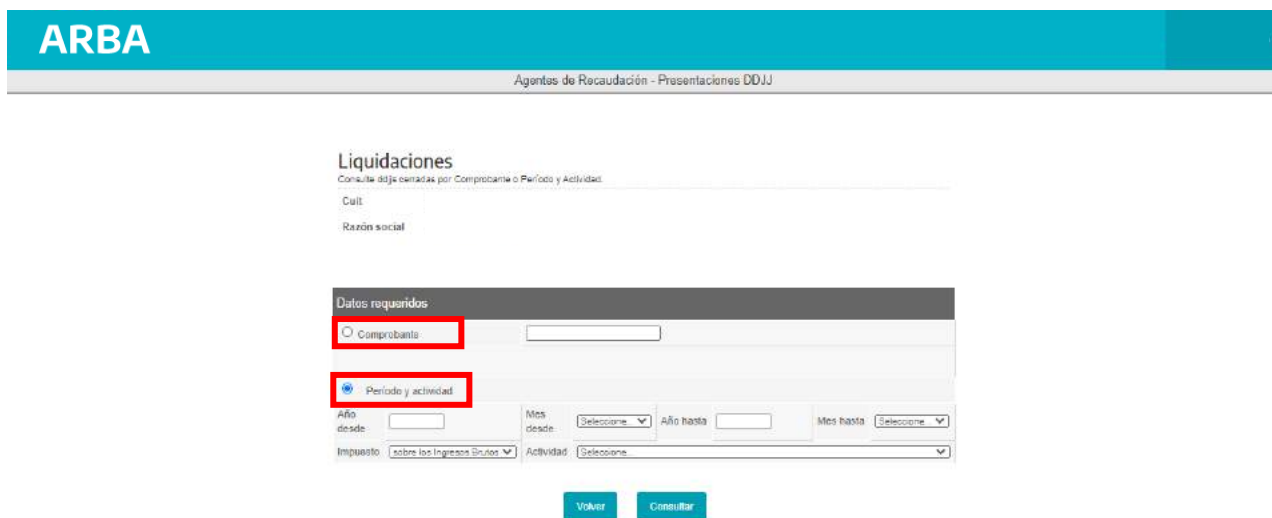 ARBA
Agentes de Recaudación - Presentaciones DDJJ
Liquidaciones
Consulte ddjjs cerradas por Comprobante o Período y Actividad.
Cuit
Razón social
Datos requeridos
Comprobante
Período y actividad
Año desde Mes desde Seleccione... Año hasta Mes hasta Seleccione...
Impuesto sobre los Ingresos Brutos Actividad Seleccione...
Volver Consultar